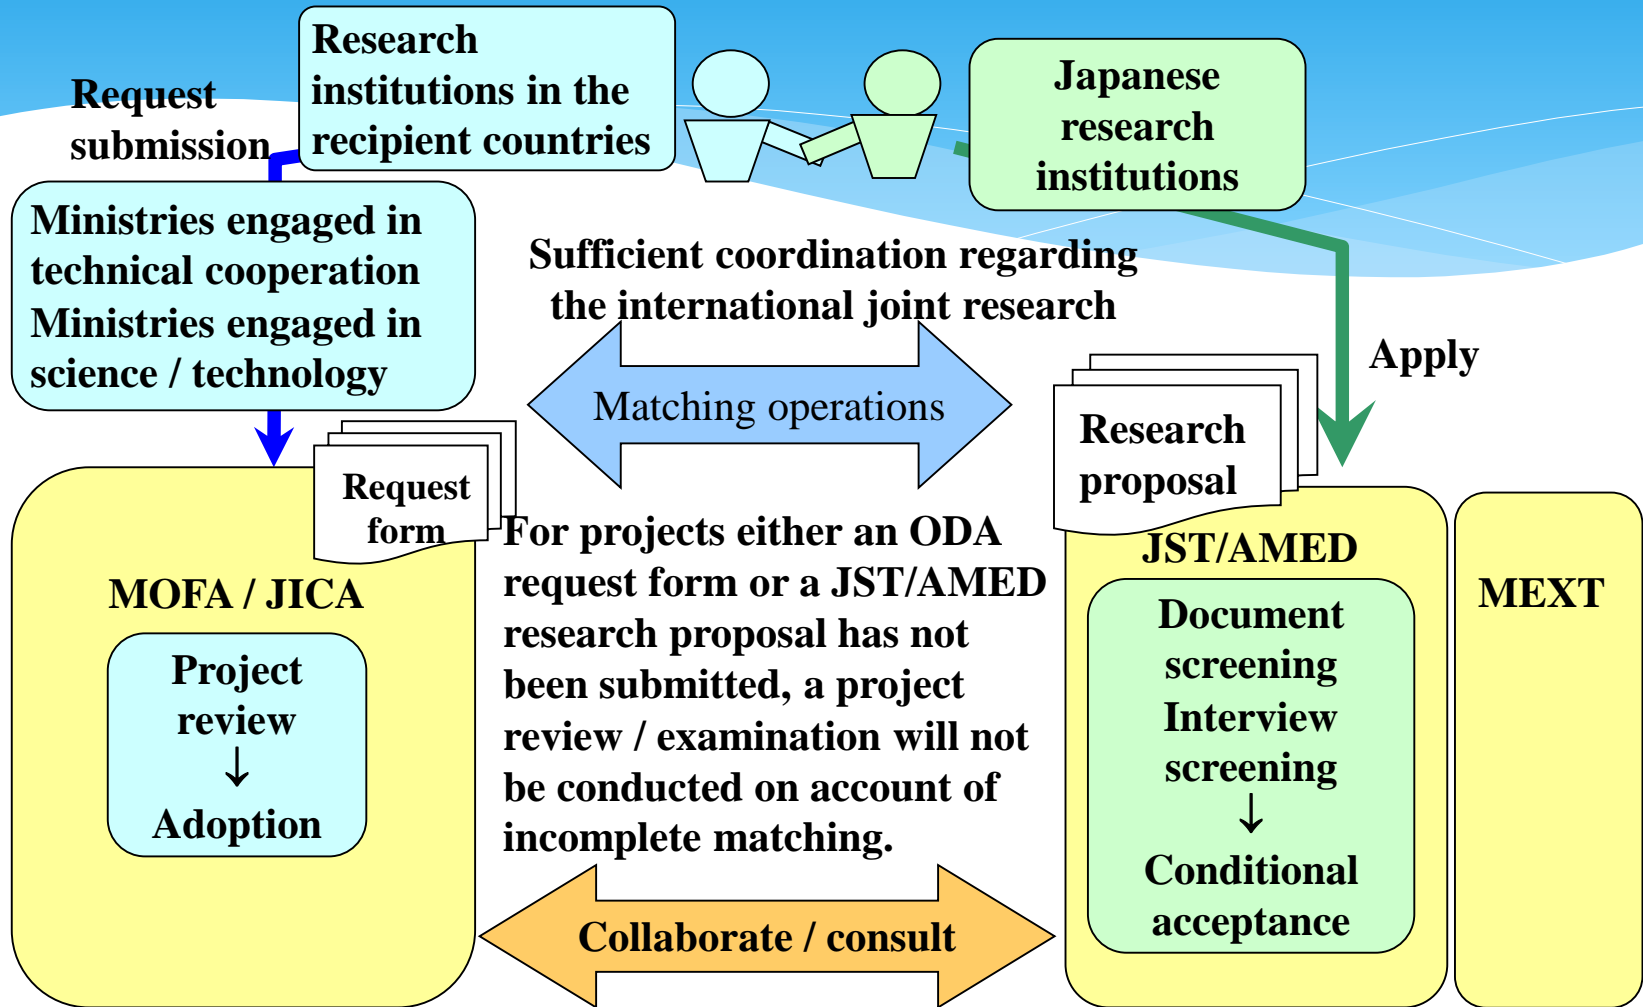 Research
institutions in the
recipient countries
Japanese
research
institutions
Request
submission
Ministries engaged in
technical cooperation
Ministries engaged in
science / technology
Sufficient coordination regarding
the international joint research
Apply
Matching operations
Research
proposal
Request
form
MOFA / JICA
Project
review
↓
Adoption
For projects either an ODA
request form or a JST/AMED
research proposal has not
been submitted, a project
review / examination will not
be conducted on account of
incomplete matching.
Collaborate / consult
JST/AMED
Document
screening
Interview
screening
↓
Conditional
acceptance
MEXT